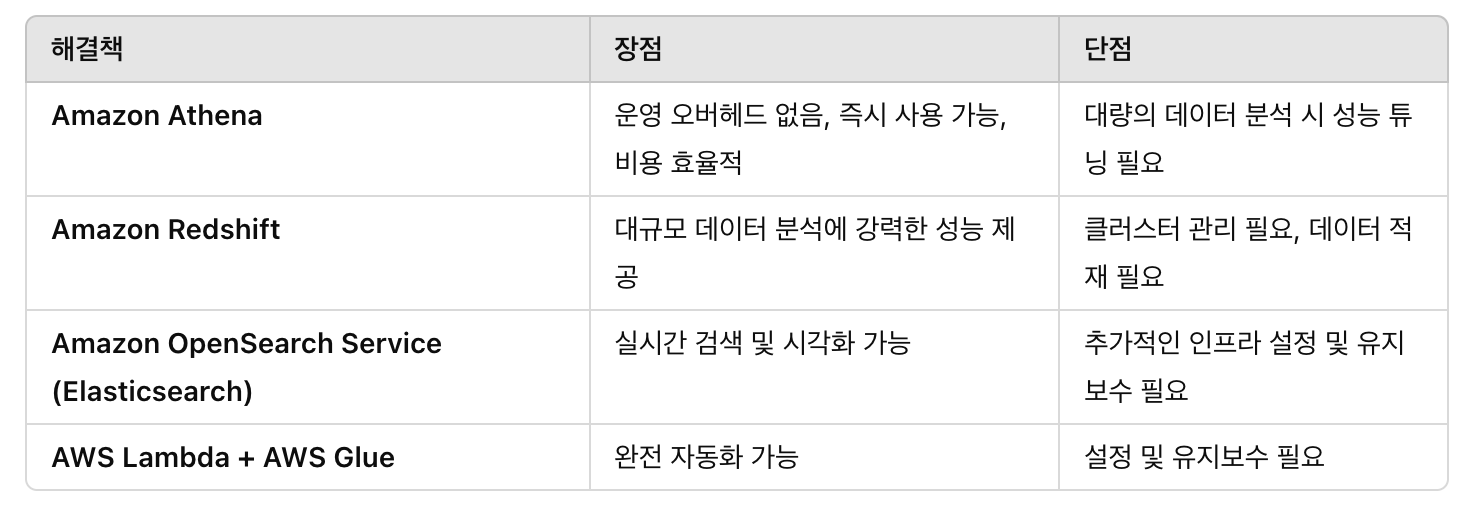 해결책
장점
단점
Amazon Athena
운영 오버헤드 없음, 즉시 사용 가능,
비용 효율적
대량의 데이터 분석 시 성능 튜
닝 필요
Amazon Redshift
대규모 데이터 분석에 강력한 성능 제
공
클러스터 관리 필요, 데이터 적
재 필요
Amazon OpenSearch Service
(Elasticsearch)
실시간 검색 및 시각화 가능
추가적인 인프라 설정 및 유지
보수 필요
AWS Lambda + AWS Glue
완전 자동화 가능
설정 및 유지보수 필요